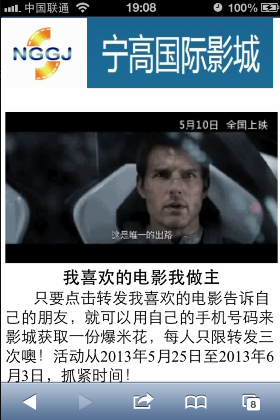 中国联通 19:08 100%
NGGJ
宁高国际影城
5月10日 全国上映
这是唯一的出路
我喜欢的电影我做主
只要点击转发我喜欢的电影告诉自
己的朋友，就可以用自己的手机号码来
影城获取一份爆米花，每人只限转发三
次噢！活动从2013年5月25日至2013年6
月3日，抓紧时间！
8